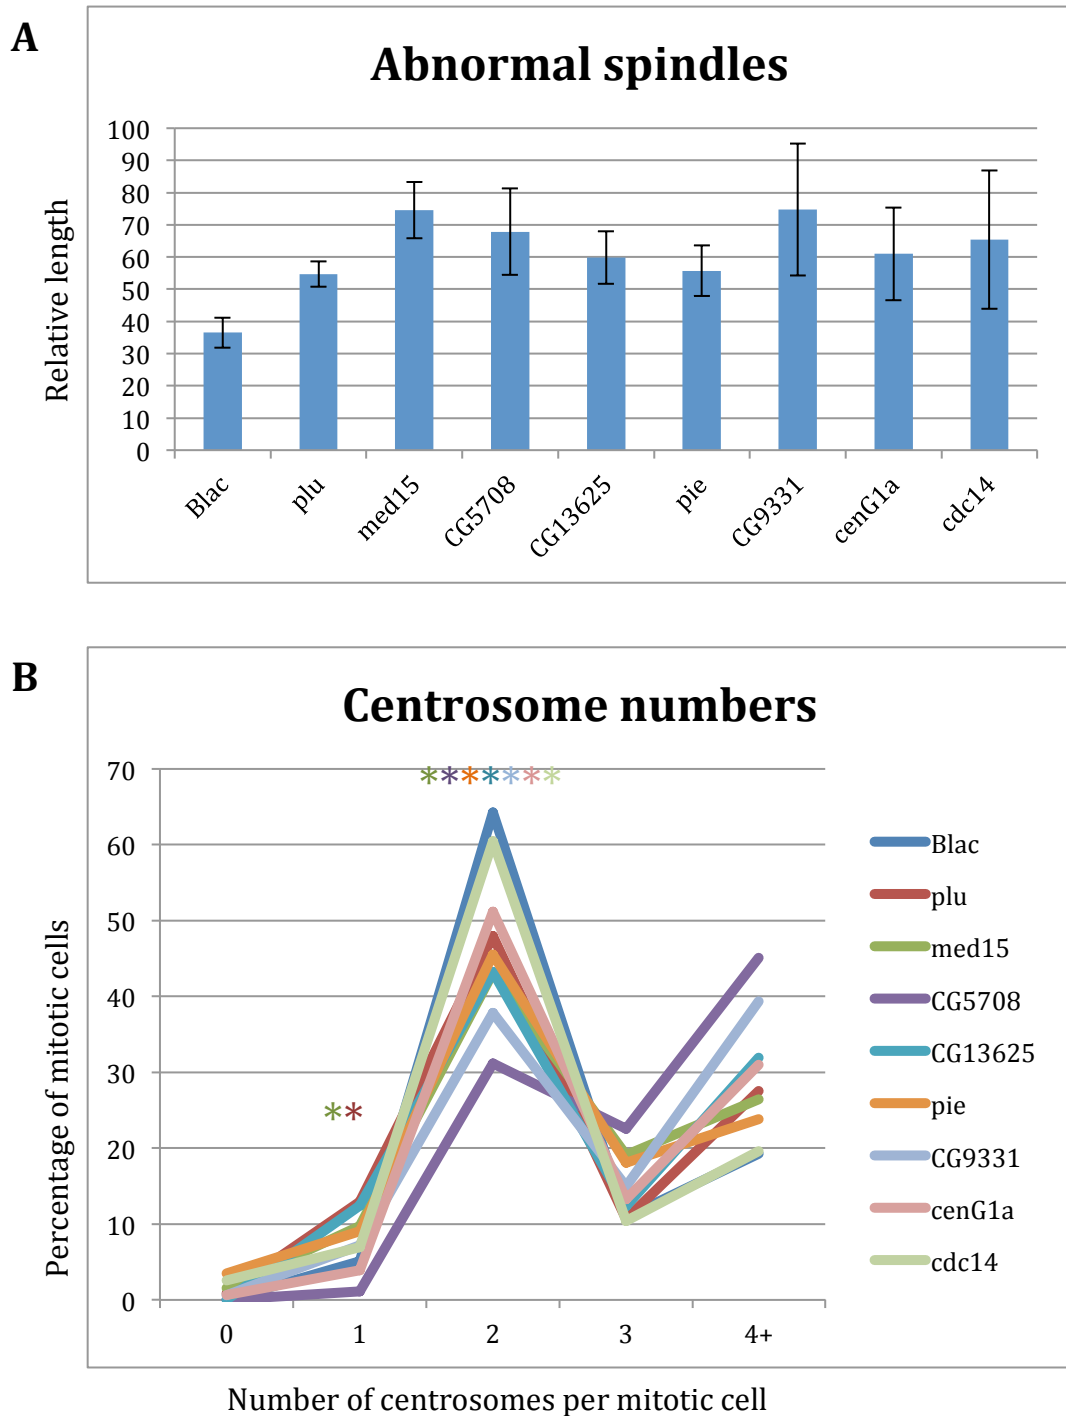 A
Abnormal spindles
Relative length
100
90
80
70
60
50
40
30
20
10
0
Blac
plu
med15
CG5708
CG13625
pie
CG9331
cenG1a
cdc14
B
Centrosome numbers
Percentage of mitotic cells
70
60
50
40
30
20
10
0
*******
**
0 1 2 3 4+
Number of centrosomes per mitotic cell
Blac
plu
med15
CG5708
CG13625
pie
CG9331
cenG1a
cdc14